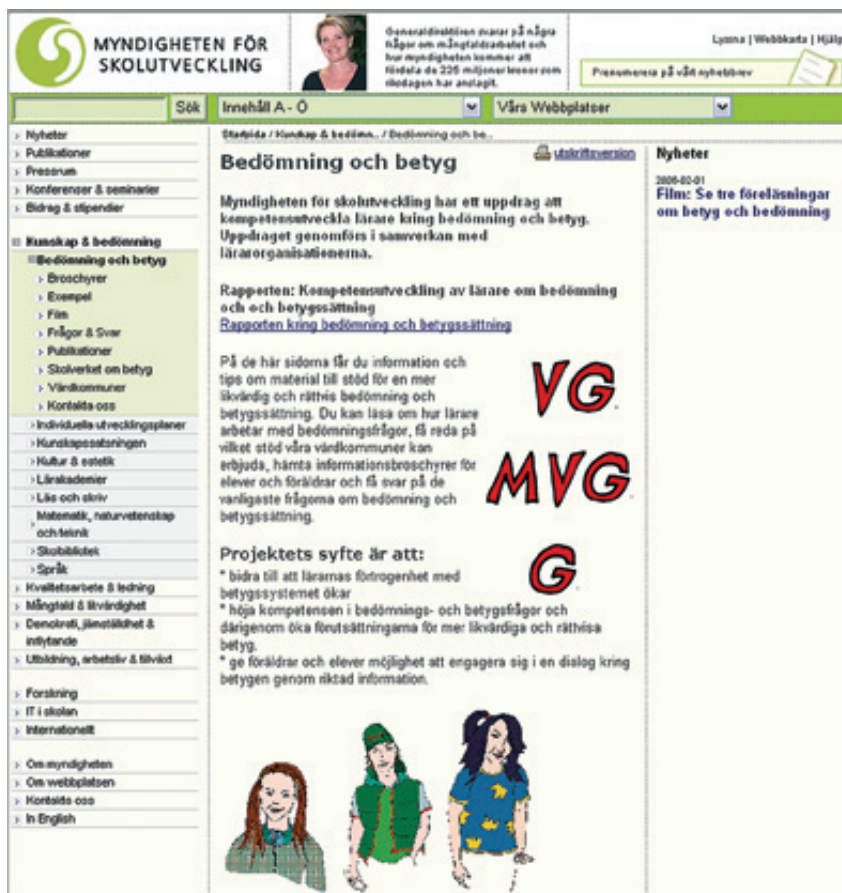 MYNDIGHETEN FÖR
SKOLUTVECKLING
Generaldirektören svarar på några
frågor om mångfaldsarbetet och
hur myndigheten kommer att
fördela de 225 miljoner kronor som
riksdagen har anslagit.
Lyssna | Webbkarta | Hjälp
Prenumerera på vårt nyhetsbrev
Sök
Innehåll A - Ö
Våra Webbplatser
Nyheter
Publikationer
Pressrum
Konferenser & seminarier
Bidrag & stipendier
Kunskap & bedömning
Bedömning och betyg
Broschyrer
Exempel
Film
Frågor & Svar
Publikationer
Skolverket om betyg
Värdkommuner
Kontakta oss
Individuella utvecklingsplaner
Kunskapssatsningen
Kultur & estetik
Lärakademier
Läs och skriv
Matematik, naturvetenskap
och teknik
Skolbibliotek
Språk
Kvalitetsarbete & ledning
Mångfald & likvärdighet
Demokrati, jämställdhet &
inflytande
Utbildning, arbetsliv & tillväxt
Forskning
IT i skolan
Internationellt
Om myndigheten
Om webbplatsen
Kontakta oss
In English
Startsida / Kunskap & bedömn.. / Bedömning och be..
Bedömning och betyg
utskriftsversion
Myndigheten för skolutveckling har ett uppdrag att
kompetensutveckla lärare kring bedömning och betyg.
Uppdraget genomförs i samverkan med
lärarorganisationerna.
Rapporten: Kompetensutveckling av lärare om bedömning
och och betygssättning
Rapporten kring bedömning och betygssättning
På de här sidorna får du information och
tips om material till stöd för en mer
likvärdig och rättvis bedömning och
betygssättning. Du kan läsa om hur lärare
arbetar med bedömningsfrågor, få reda på
vilket stöd våra värdkommuner kan
erbjuda, hämta informationsbroschyrer för
elever och föräldrar och få svar på de
vanligaste frågorna om bedömning och
betygssättning.
VG.
MVG.
G.
Projektets syfte är att:
* bidra till att lärarnas förtrogenhet med
betygssystemet ökar
* höja kompetensen i bedömnings- och betygsfrågor och
därigenom öka förutsättningarna för mer likvärdiga och rättvisa
betyg.
* ge föräldrar och elever möjlighet att engagera sig i en dialog kring
betygen genom riktad information.
Nyheter
2006-02-01
Film: Se tre föreläsningar
om betyg och bedömning